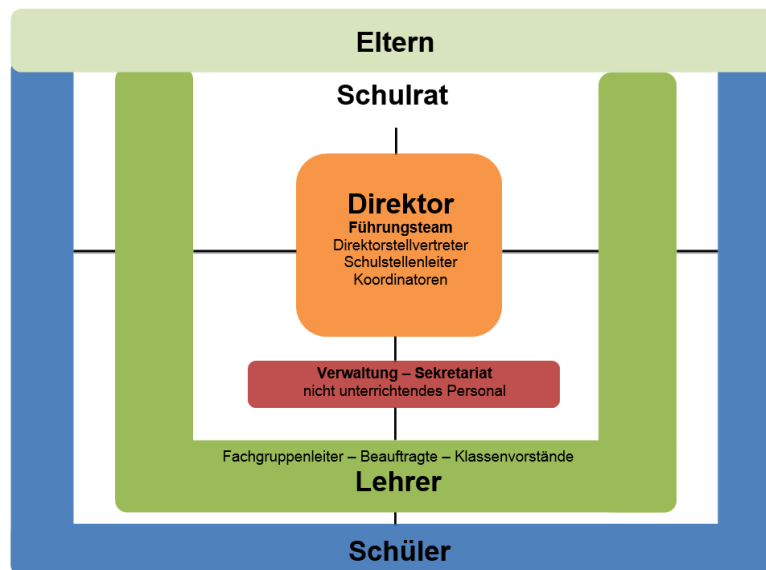 Eltern
Schulrat
Direktor
Führungsteam
Direktorstellvertreter
Schulstellenleiter
Koordinatoren
Verwaltung – Sekretariat
nicht unterrichtendes Personal
Fachgruppenleiter – Beauftragte – Klassenvorstände
Lehrer
Schüler